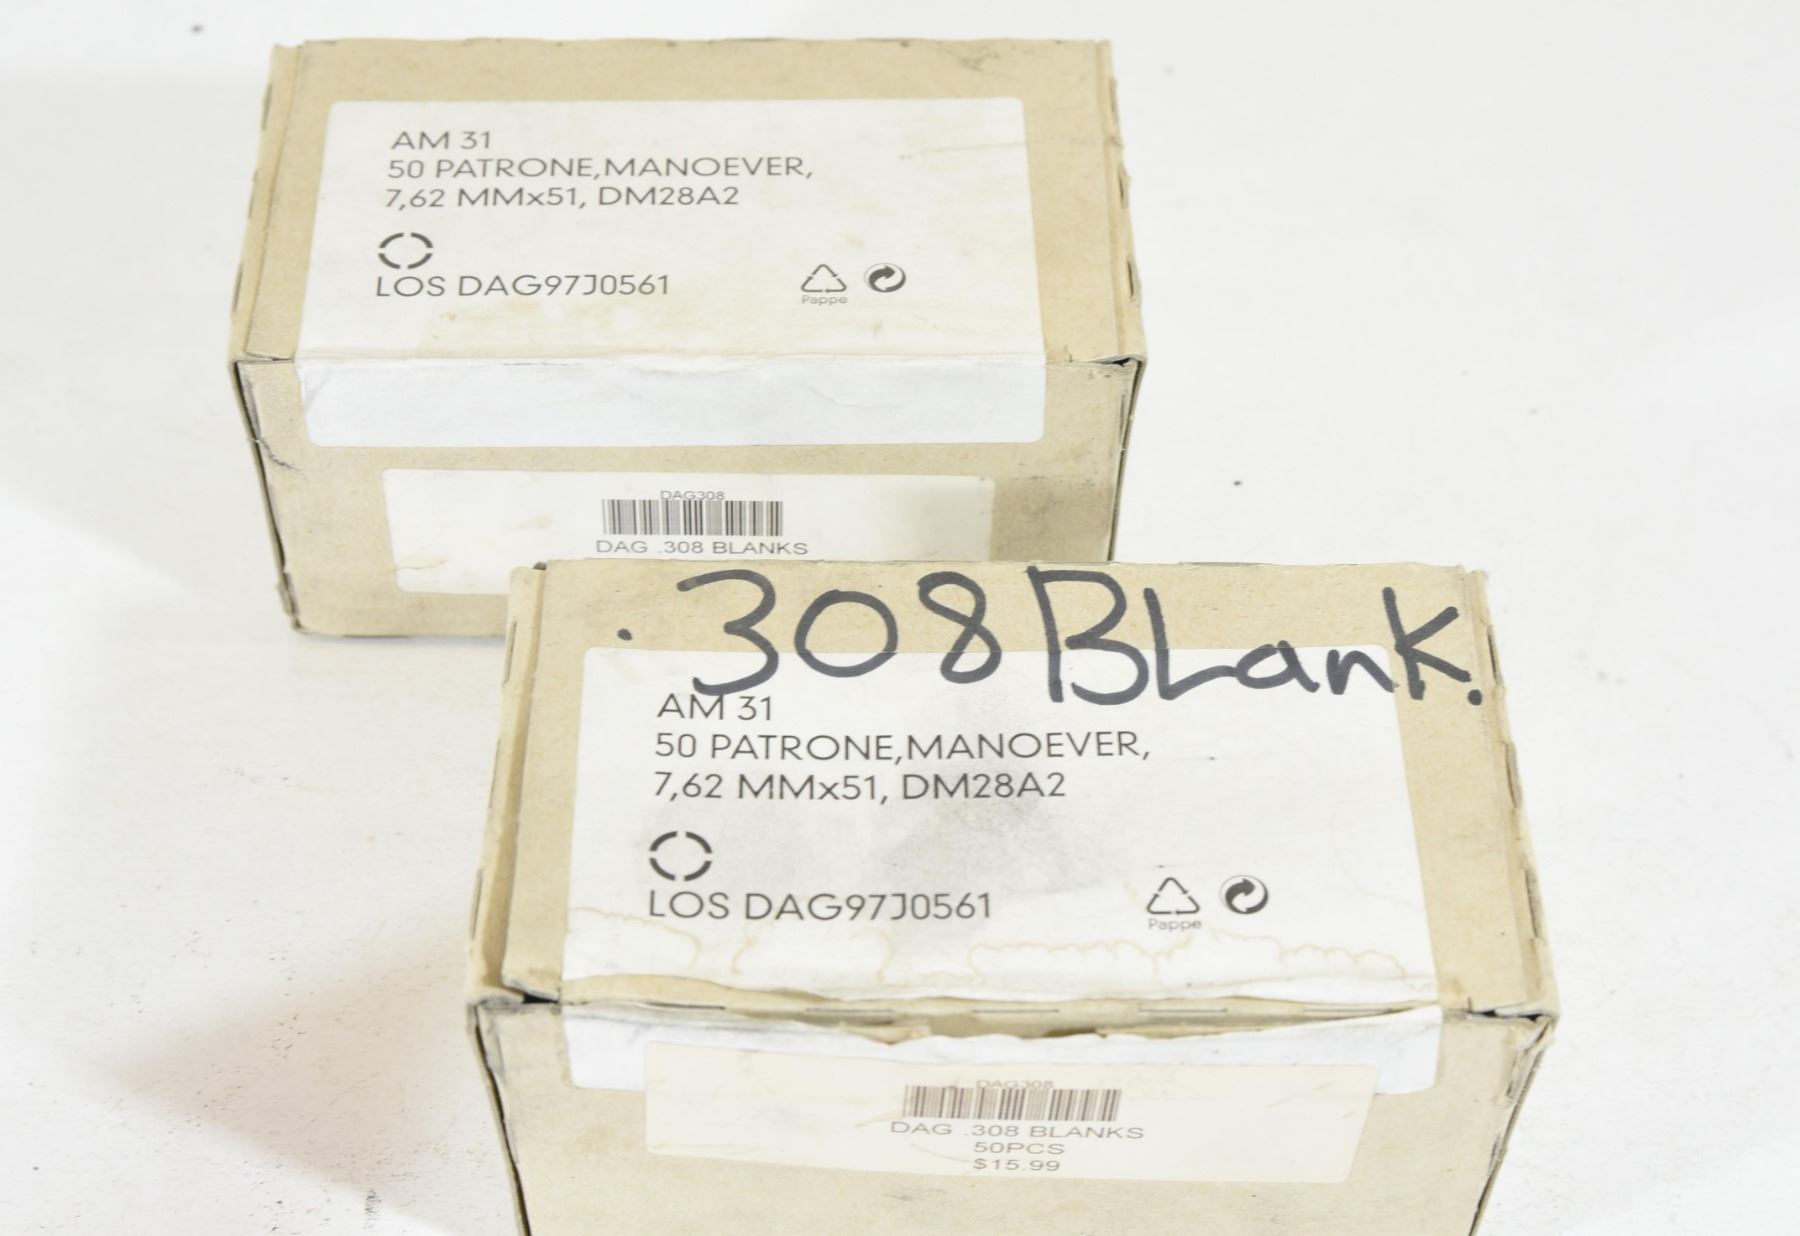 AM 31
50 PATRONE,MANOEVER,
7,62 MMx51, DM28A2
LOS DAG97J0561
Pappe
DAG308
DAG .308 BLANKS
.308 BLank.
AM 31
50 PATRONE,MANOEVER,
7,62 MMx51, DM28A2
LOS DAG97J0561
Pappe
DAG308
DAG .308 BLANKS
50PCS
$15.99